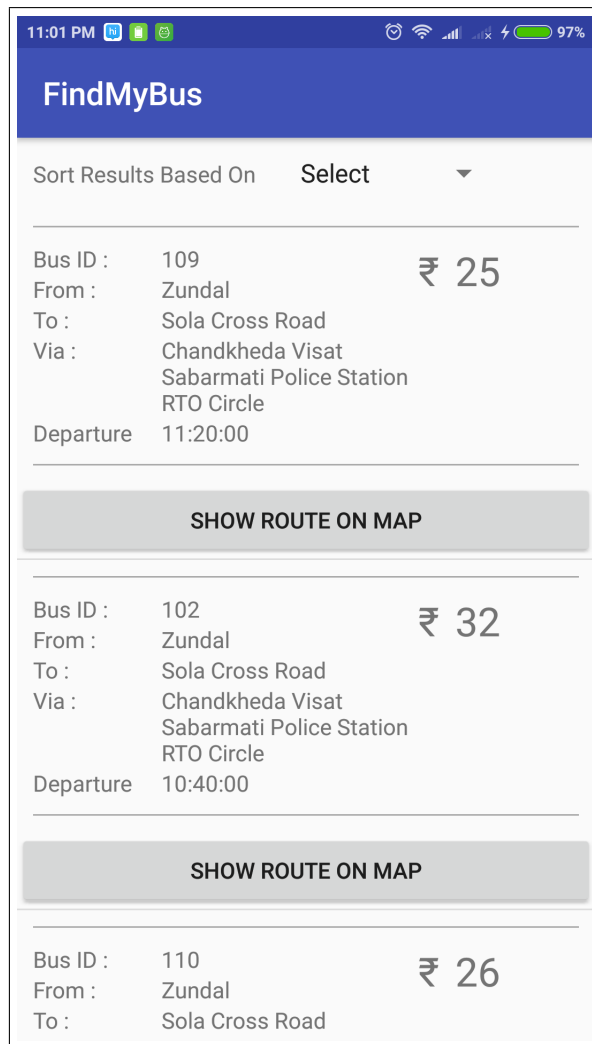 11:01 PM hi 97%
FindMyBus
Sort Results Based On Select
Bus ID : 109 ₹ 25
From : Zundal
To : Sola Cross Road
Via : Chandkheda Visat
Sabarmati Police Station
RTO Circle
Departure 11:20:00
SHOW ROUTE ON MAP
Bus ID : 102 ₹ 32
From : Zundal
To : Sola Cross Road
Via : Chandkheda Visat
Sabarmati Police Station
RTO Circle
Departure 10:40:00
SHOW ROUTE ON MAP
Bus ID : 110 ₹ 26
From : Zundal
To : Sola Cross Road